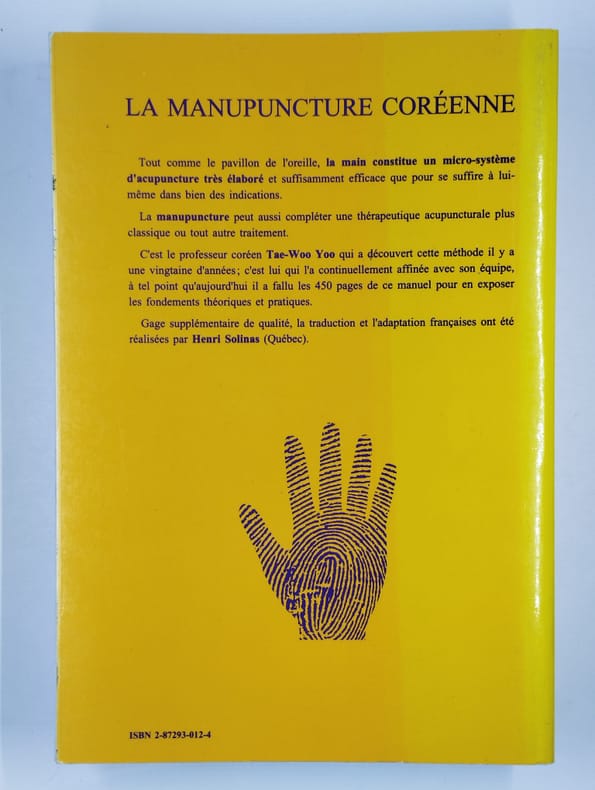 LA MANUPUNCTURE CORÉENNE
Tout comme le pavillon de l'oreille, la main constitue un micro-système
d'acupuncture très élaboré et suffisamment efficace que pour se suffire à lui-
même dans bien des indications.
La manupuncture peut aussi compléter une thérapeutique acupuncturale plus
classique ou tout autre traitement.
C'est le professeur coréen Tae-Woo Yoo qui a découvert cette méthode il y a
une vingtaine d'années; c'est lui qui l'a continuellement affinée avec son équipe,
à tel point qu'aujourd'hui il a fallu les 450 pages de ce manuel pour en exposer
les fondements théoriques et pratiques.
Gage supplémentaire de qualité, la traduction et l'adaptation françaises ont été
réalisées par Henri Solinas (Québec).
ISBN 2-87293-012-4